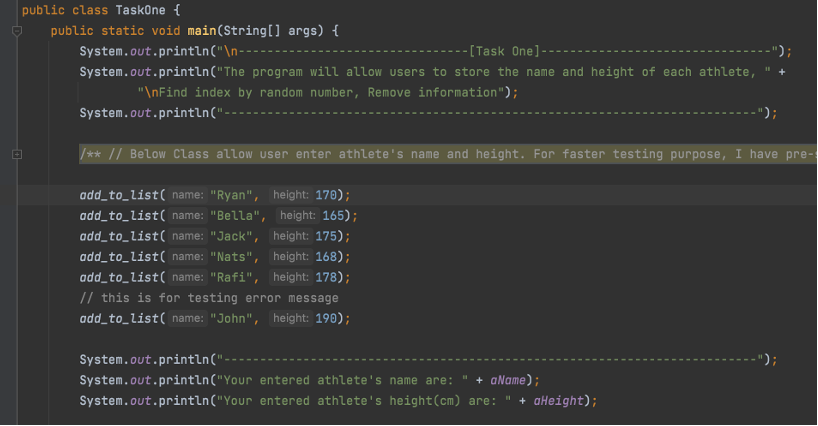 public class TaskOne {
public static void main(String[] args) {
System.out.println("\n--------------------------------[Task One]--------------------------------");
System.out.println("The program will allow users to store the name and height of each athlete, " +
"\nFind index by random number, Remove information");
System.out.println("--------------------------------------------------------------------------");
/** // Below Class allow user enter athlete's name and height. For faster testing purpose, I have pre-s
add_to_list( name: "Ryan", height: 170);
add_to_list( name: "Bella", height: 165);
add_to_list( name: "Jack", height: 175);
add_to_list( name: "Nats", height: 168);
add_to_list( name: "Rafi", height: 178);
// this is for testing error message
add_to_list( name: "John", height: 190);
System.out.println("--------------------------------------------------------------------------");
System.out.println("Your entered athlete's name are: " + aName);
System.out.println("Your entered athlete's height(cm) are: " + aHeight);